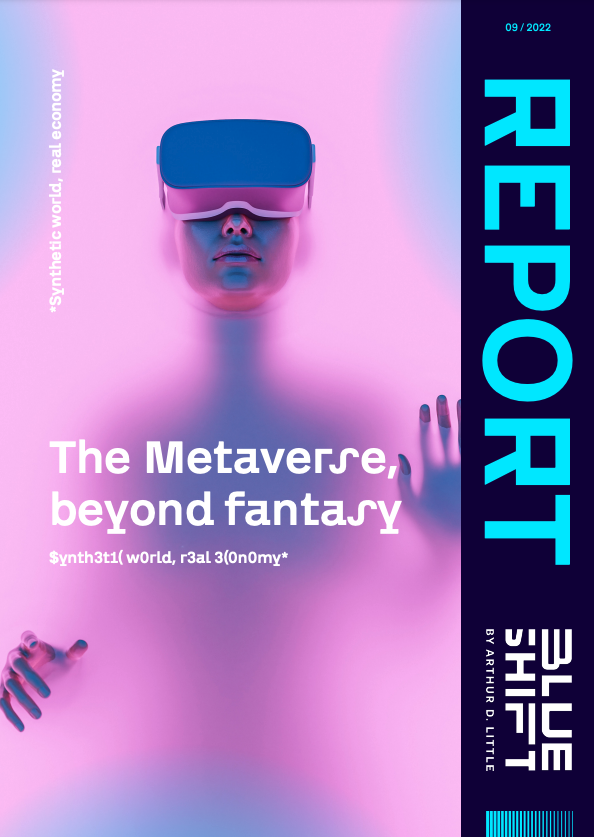 09 / 2022
REPORT
*Synthetic world, real economy
The Metaverse,
beyond fantasy
$ynth3t1( w0rld, r3al 3(0n0my*
BLUE
SHIFT
BY ARTHUR D. LITTLE